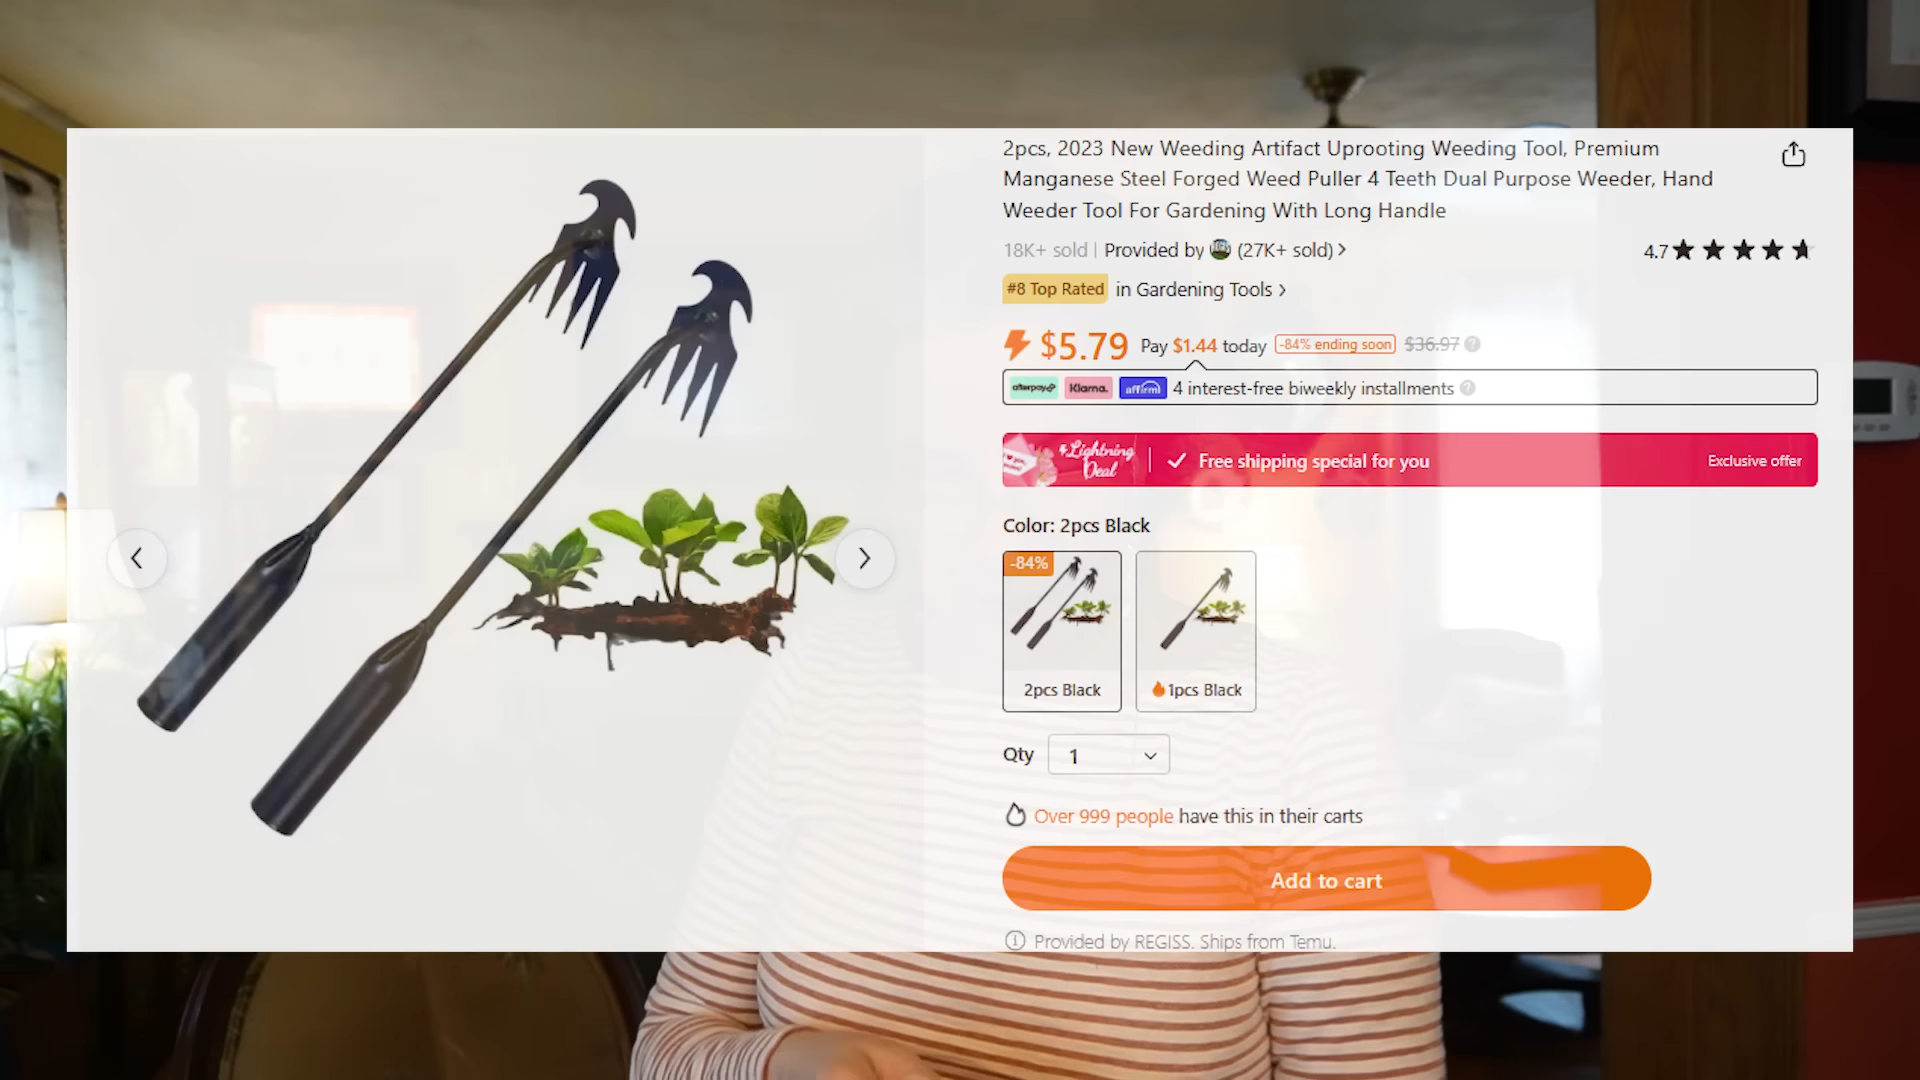 2pcs, 2023 New Weeding Artifact Uprooting Weeding Tool, Premium
Manganese Steel Forged Weed Puller 4 Teeth Dual Purpose Weeder, Hand
Weeder Tool For Gardening With Long Handle
18K+ sold | Provided by (27K+ sold) >
4.7
#8 Top Rated in Gardening Tools >
$5.79 Pay $1.44 today -84% ending soon $36.97 ?
afterpay Klarna. affirm 4 interest-free biweekly installments ?
Lightning Deal | Free shipping special for you Exclusive offer
Color: 2pcs Black
-84%
2pcs Black 1pcs Black
Qty 1
Over 999 people have this in their carts
Add to cart
Provided by REGISS. Ships from Temu.